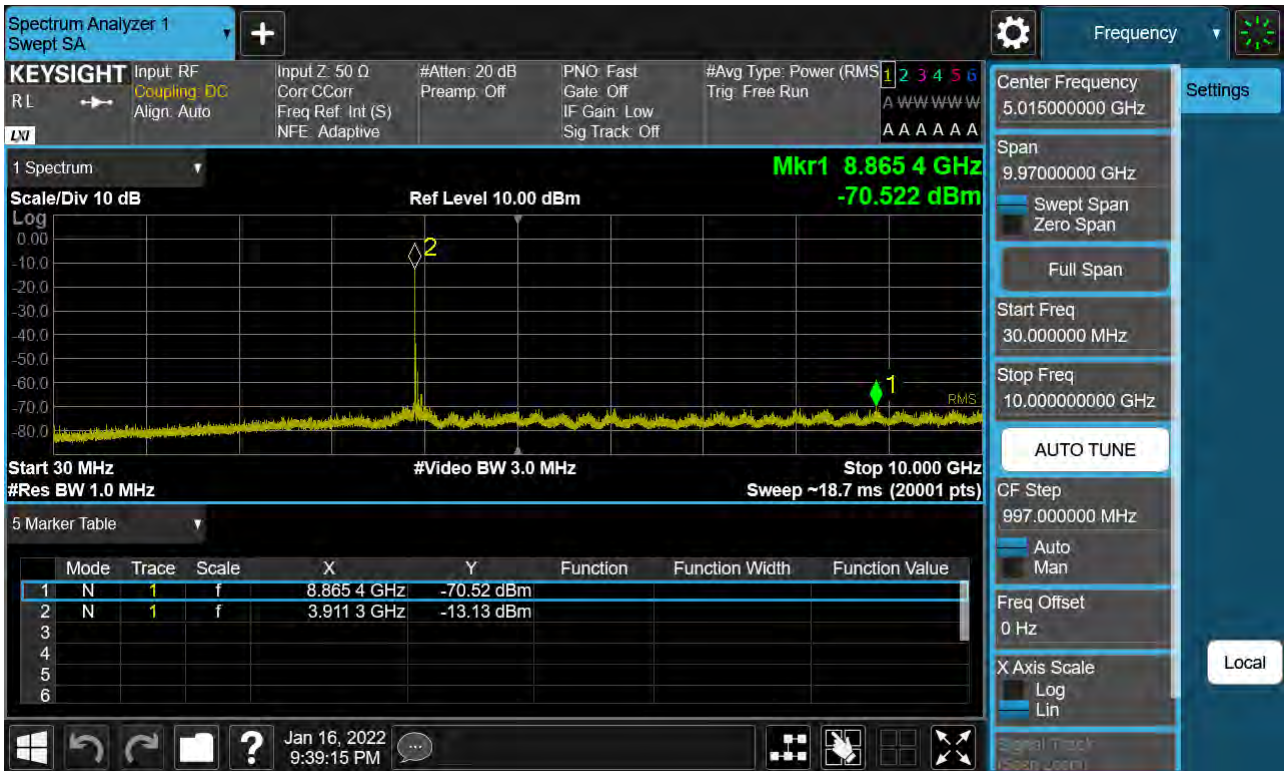 Spectrum Analyzer 1
Swept SA
Frequency
KEYSIGHT
R L
LXI
Input: RF
Coupling: DC
Align: Auto
Input Z: 50 Ω
Corr CCorr
Freq Ref: Int (S)
NFE: Adaptive
#Atten: 20 dB
Preamp: Off
PNO: Fast
Gate: Off
IF Gain: Low
Sig Track: Off
#Avg Type: Power (RMS
Trig: Free Run
1 2 3 4 5 6
A W W W W W
A A A A A A
1 Spectrum
Mkr1 8.865 4 GHz
Scale/Div 10 dB
Ref Level 10.00 dBm
-70.522 dBm
Log
0.00
-10.0
-20.0
-30.0
-40.0
-50.0
-60.0
-70.0
-80.0
2
1
RMS
Start 30 MHz
#Video BW 3.0 MHz
Stop 10.000 GHz
#Res BW 1.0 MHz
Sweep ~18.7 ms (20001 pts)
5 Marker Table
Mode Trace Scale X Y Function Function Width Function Value
1 N 1 f 8.865 4 GHz -70.52 dBm
2 N 1 f 3.911 3 GHz -13.13 dBm
3
4
5
6
Jan 16, 2022
9:39:15 PM
Center Frequency
5.015000000 GHz
Span
9.97000000 GHz
Swept Span
Zero Span
Full Span
Start Freq
30.000000 MHz
Stop Freq
10.000000000 GHz
AUTO TUNE
CF Step
997.000000 MHz
Auto
Man
Freq Offset
0 Hz
X Axis Scale
Log
Lin
Signal Track
(Span Zoom)
Settings
Local